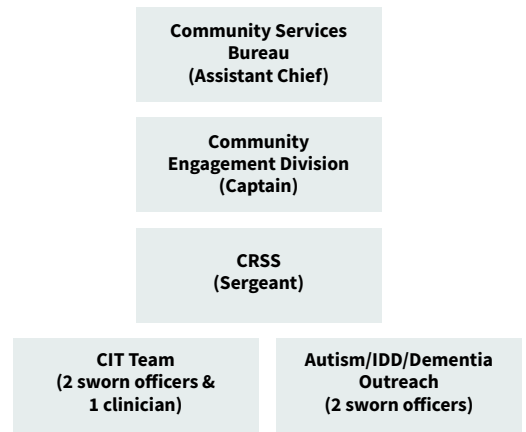 Community Services
Bureau
(Assistant Chief)
Community
Engagement Division
(Captain)
CRSS
(Sergeant)
CIT Team
(2 sworn officers &
1 clinician)
Autism/IDD/Dementia
Outreach
(2 sworn officers)